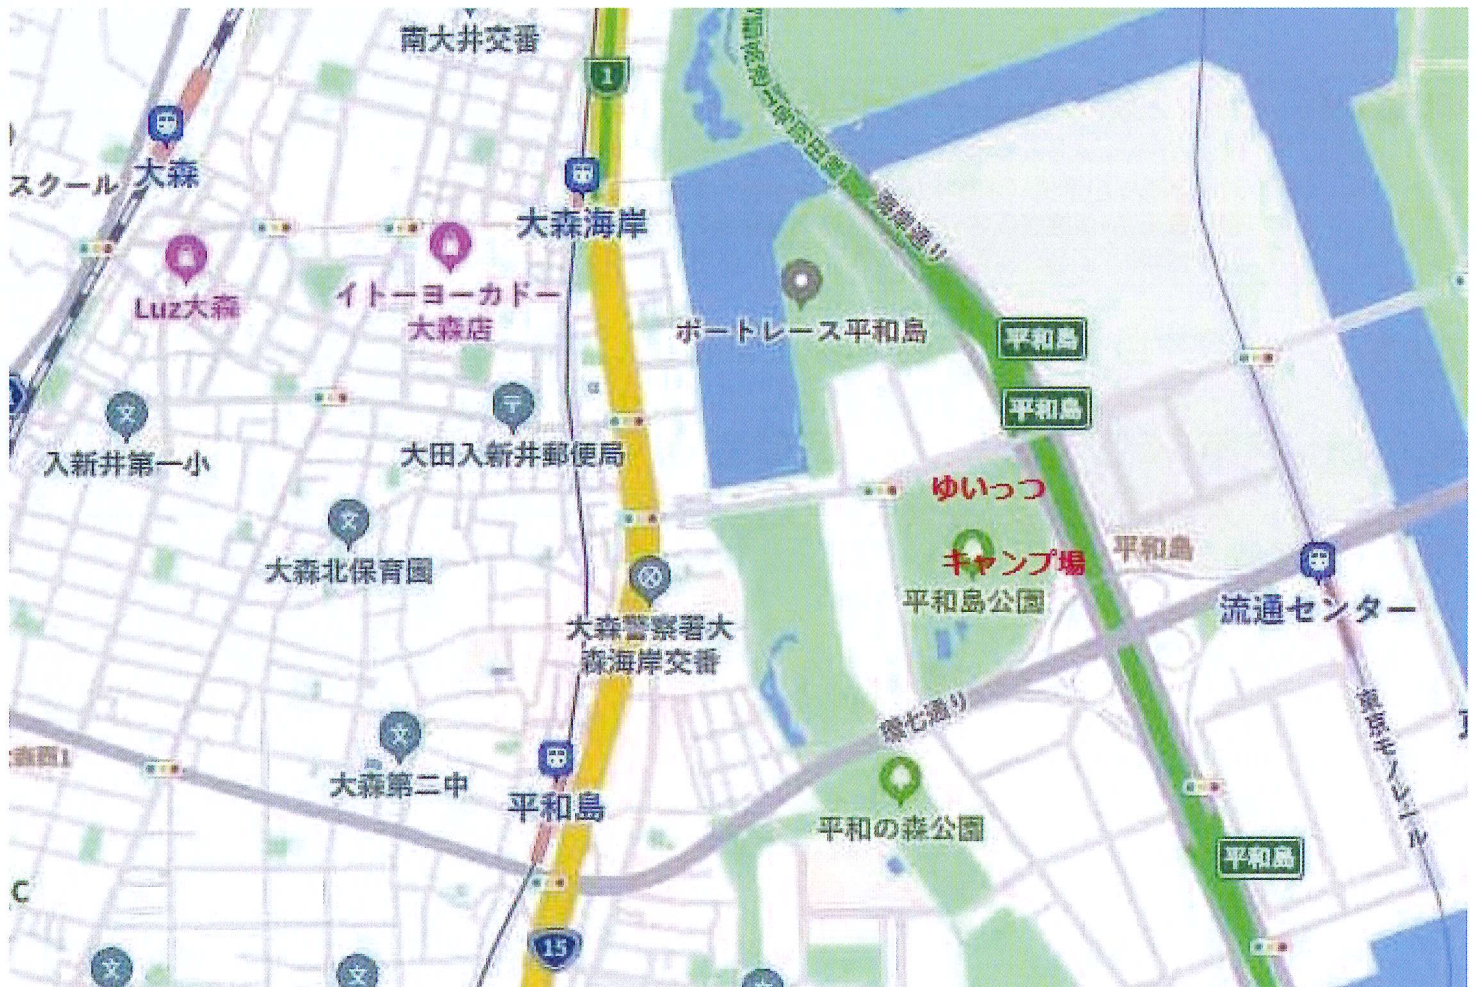 南大井交番
1
大森
スクール
大森海岸
海岸通り
Luz大森
イトーヨーカドー
大森店
ボートレース平和島
平和島
平和島
入新井第一小
大田入新井郵便局
ゆいっつ
キャンプ場
平和島公園
平和島
大森北保育園
流通センター
大森警察署大
森海岸交番
環七通り
大森第二中
平和島
平和の森公園
東京モノレール
平和島
C
15